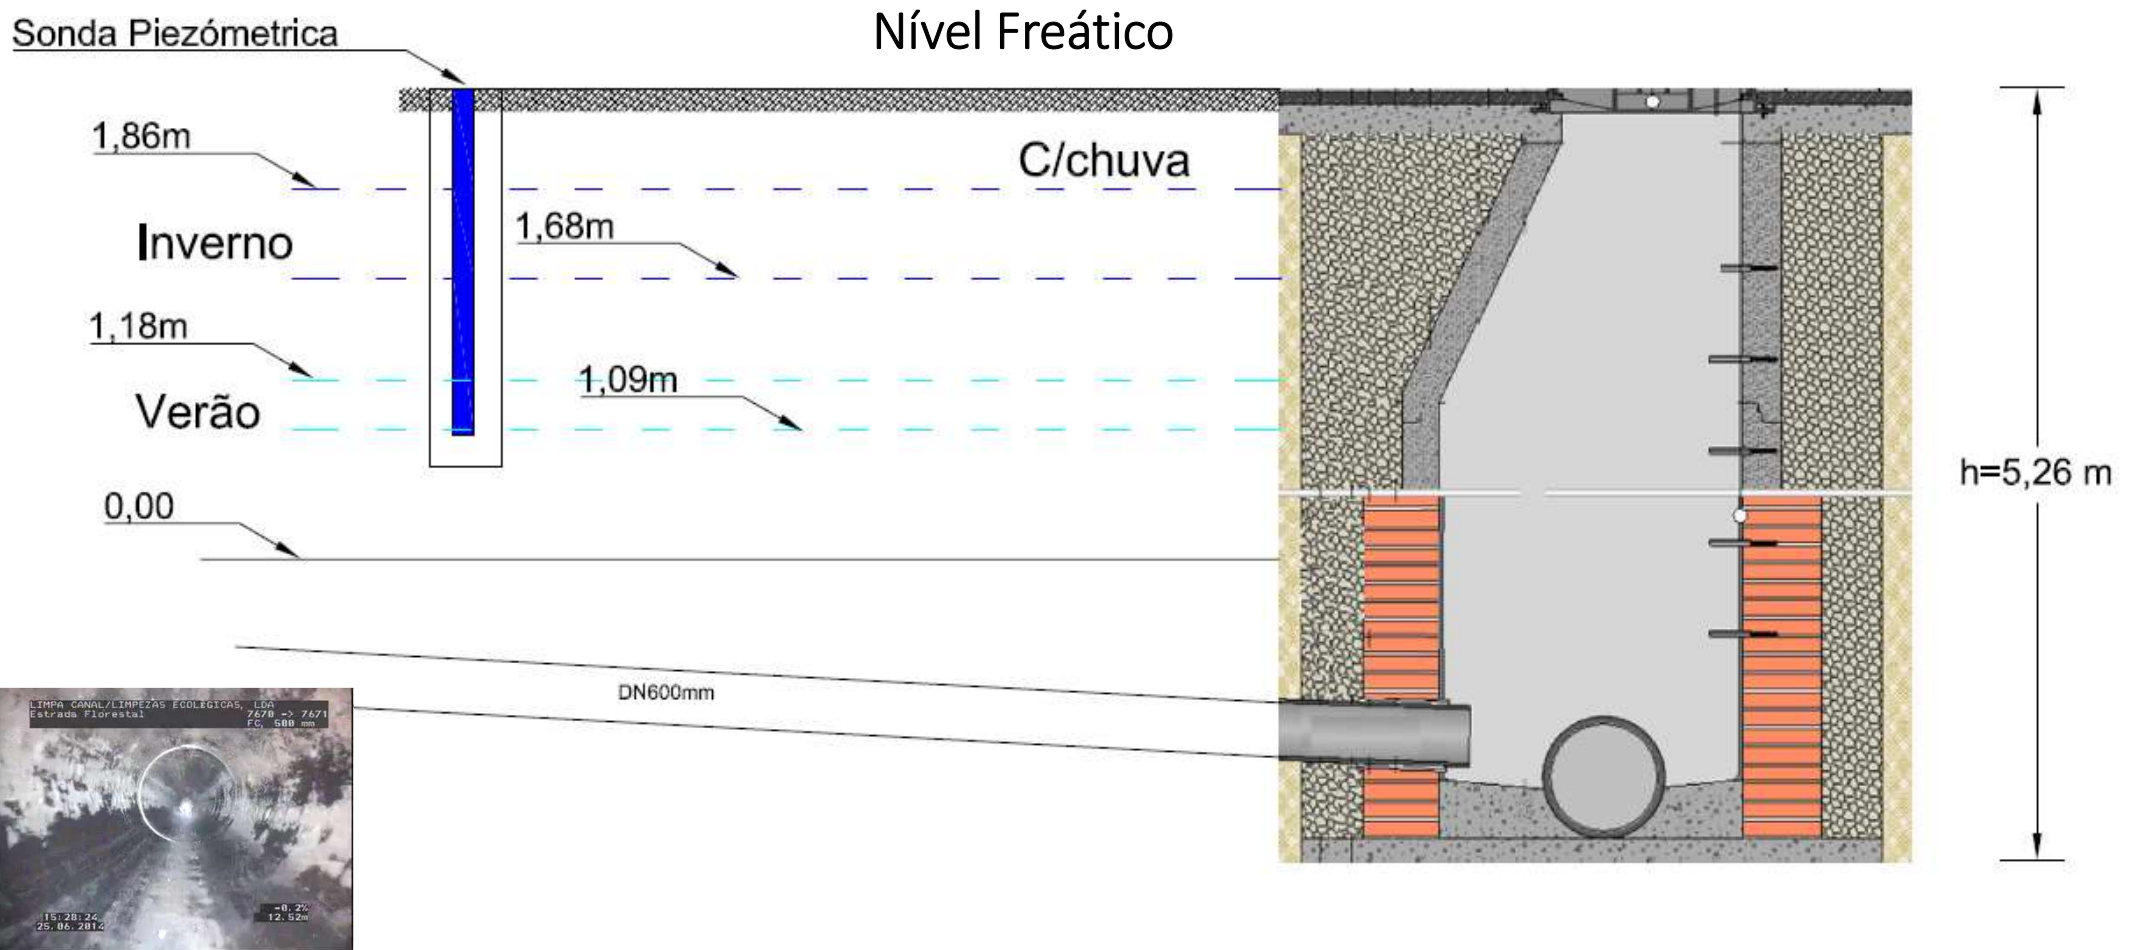 Nível Freático
Sonda Piezómetrica
1,86m
C/chuva
Inverno
1,68m
1,18m
1,09m
Verão
0,00
h=5,26 m
DN600mm
LIMPA CANAL/LIMPEZAS ECOLEGICAS, LDA
Estrada Florestal 7670 -> 7671
FC, 500 mm
-0.2%
15:28:24 12.52m
25.06.2014